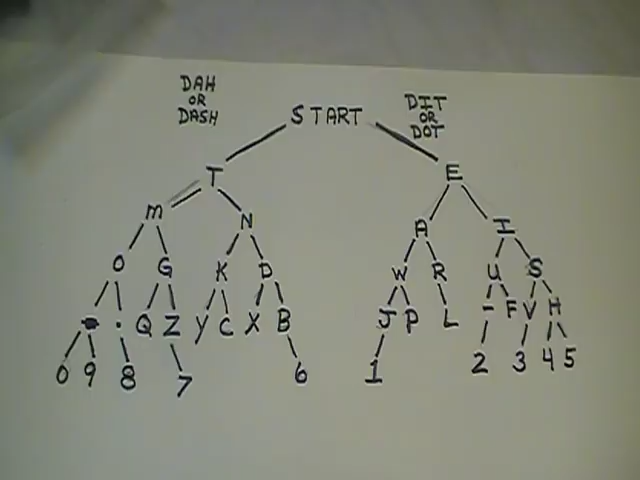 DAH
OR
DASH
START
DIT
OR
DOT
T E
M N A I
O G K D W R U S
Q Z Y C X B J P L - F V H
0 9 8 7 6 1 2 3 4 5